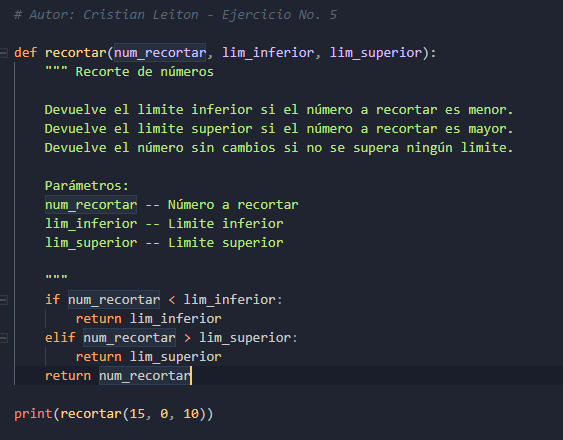 # Autor: Cristian Leiton - Ejercicio No. 5
def recortar(num_recortar, lim_inferior, lim_superior):
""" Recorte de números
Devuelve el limite inferior si el número a recortar es menor.
Devuelve el limite superior si el número a recortar es mayor.
Devuelve el número sin cambios si no se supera ningún limite.
Parámetros:
num_recortar -- Número a recortar
lim_inferior -- Limite inferior
lim_superior -- Limite superior
"""
if num_recortar < lim_inferior:
return lim_inferior
elif num_recortar > lim_superior:
return lim_superior
return num_recortar
print(recortar(15, 0, 10))